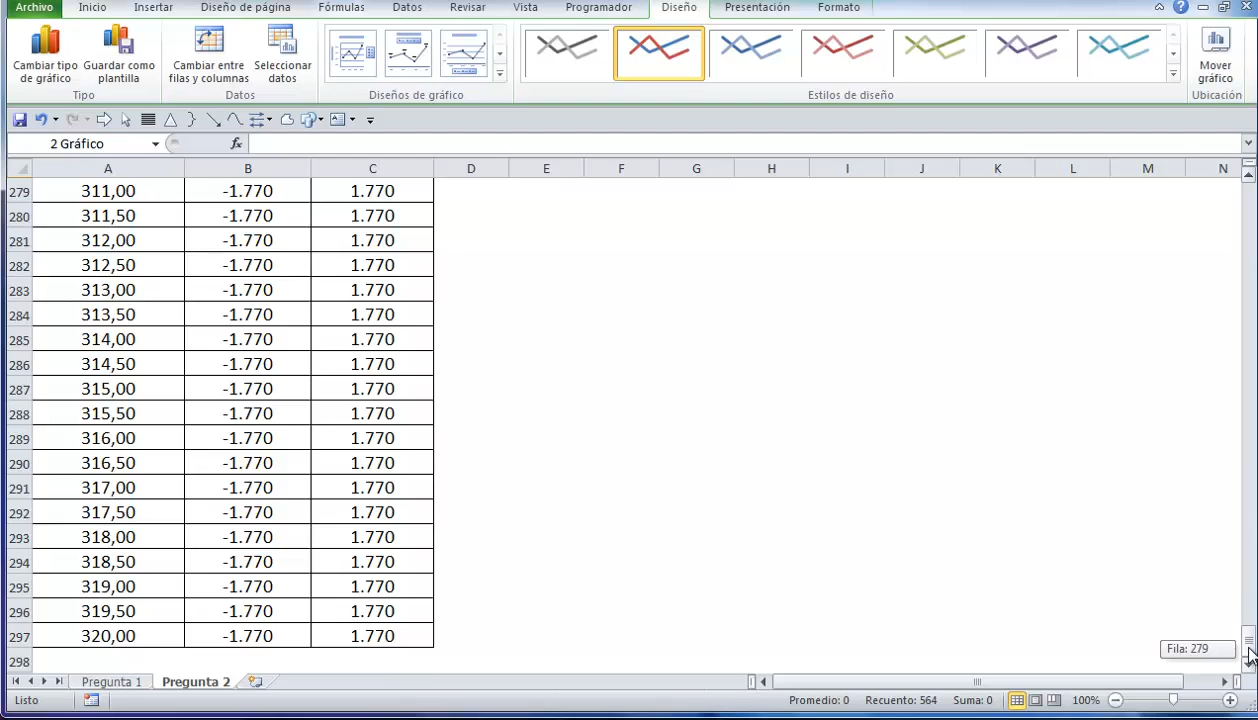 Archivo Inicio Insertar Diseño de página Fórmulas Datos Revisar Vista Programador Diseño Presentación Formato
Cambiar tipo de gráfico Guardar como plantilla Cambiar entre filas y columnas Seleccionar datos Mover gráfico
Tipo Datos Diseños de gráfico Estilos de diseño Ubicación
2 Gráfico fx
A B C D E F G H I J K L M N
279 311,00 -1.770 1.770
280 311,50 -1.770 1.770
281 312,00 -1.770 1.770
282 312,50 -1.770 1.770
283 313,00 -1.770 1.770
284 313,50 -1.770 1.770
285 314,00 -1.770 1.770
286 314,50 -1.770 1.770
287 315,00 -1.770 1.770
288 315,50 -1.770 1.770
289 316,00 -1.770 1.770
290 316,50 -1.770 1.770
291 317,00 -1.770 1.770
292 317,50 -1.770 1.770
293 318,00 -1.770 1.770
294 318,50 -1.770 1.770
295 319,00 -1.770 1.770
296 319,50 -1.770 1.770
297 320,00 -1.770 1.770
Fila: 279
298
Pregunta 1 Pregunta 2
Listo Promedio: 0 Recuento: 564 Suma: 0 100%